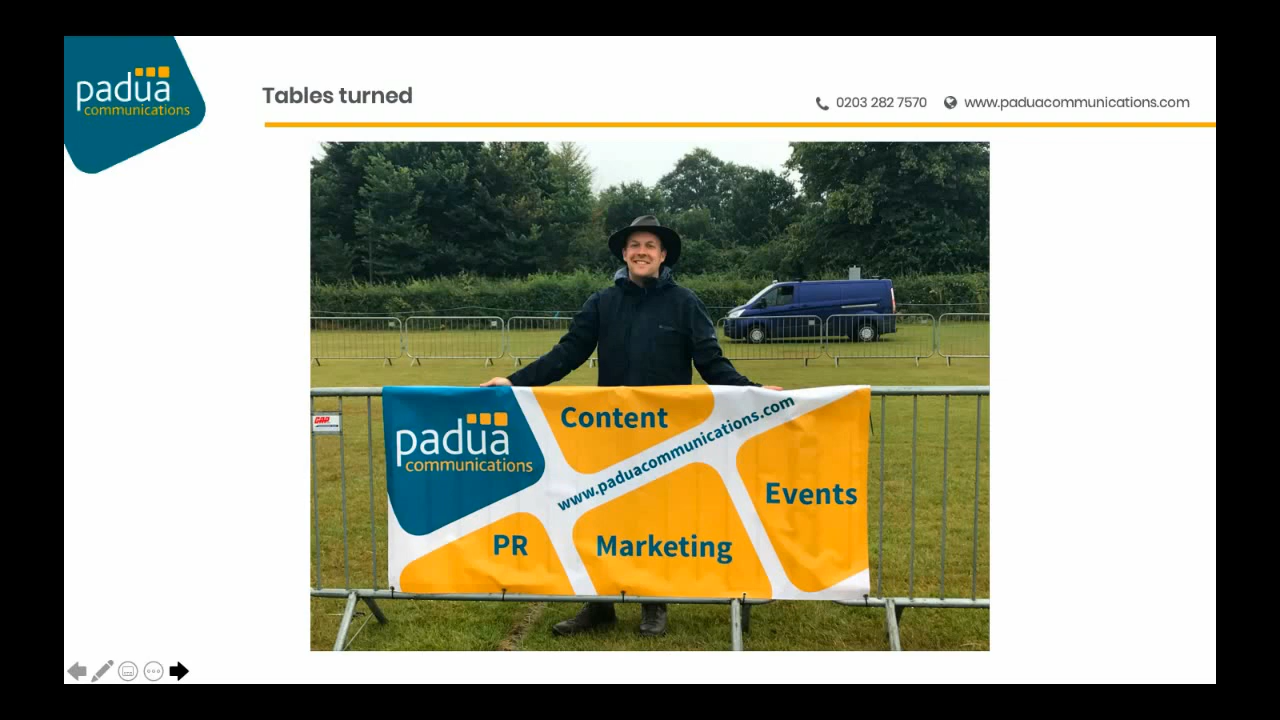 padua
communications
Tables turned
0203 282 7570
www.paduacommunications.com
GAP
padua
communications
Content
www.paduacommunications.com
Events
PR
Marketing